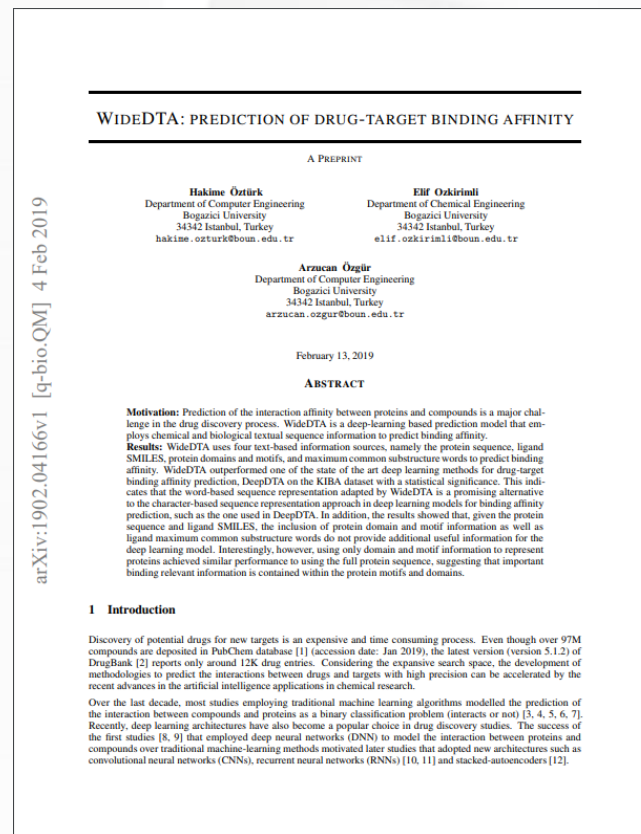 WIDEDTA: PREDICTION OF DRUG-TARGET BINDING AFFINITY
A PREPRINT
Hakime Öztürk
Department of Computer Engineering
Bogazici University
34342 Istanbul, Turkey
hakime.ozturk@boun.edu.tr
Elif Ozkirimli
Department of Chemical Engineering
Bogazici University
34342 Istanbul, Turkey
elif.ozkirimli@boun.edu.tr
Arzucan Özgür
Department of Computer Engineering
Bogazici University
34342 Istanbul, Turkey
arzucan.ozgur@boun.edu.tr
February 13, 2019
ABSTRACT
Motivation: Prediction of the interaction affinity between proteins and compounds is a major chal-
lenge in the drug discovery process. WideDTA is a deep-learning based prediction model that em-
ploys chemical and biological textual sequence information to predict binding affinity.
Results: WideDTA uses four text-based information sources, namely the protein sequence, ligand
SMILES, protein domains and motifs, and maximum common substructure words to predict binding
affinity. WideDTA outperformed one of the state of the art deep learning methods for drug-target
binding affinity prediction, DeepDTA on the KIBA dataset with a statistical significance. This indi-
cates that the word-based sequence representation adapted by WideDTA is a promising alternative
to the character-based sequence representation approach in deep learning models for binding affinity
prediction, such as the one used in DeepDTA. In addition, the results showed that, given the protein
sequence and ligand SMILES, the inclusion of protein domain and motif information as well as
ligand maximum common substructure words do not provide additional useful information for the
deep learning model. Interestingly, however, using only domain and motif information to represent
proteins achieved similar performance to using the full protein sequence, suggesting that important
binding relevant information is contained within the protein motifs and domains.
1 Introduction
Discovery of potential drugs for new targets is an expensive and time consuming process. Even though over 97M
compounds are deposited in PubChem database [1] (accession date: Jan 2019), the latest version (version 5.1.2) of
DrugBank [2] reports only around 12K drug entries. Considering the expansive search space, the development of
methodologies to predict the interactions between drugs and targets with high precision can be accelerated by the
recent advances in the artificial intelligence applications in chemical research.
Over the last decade, most studies employing traditional machine learning algorithms modelled the prediction of
the interaction between compounds and proteins as a binary classification problem (interacts or not) [3, 4, 5, 6, 7].
Recently, deep learning architectures have also become a popular choice in drug discovery studies. The success of
the first studies [8, 9] that employed deep neural networks (DNN) to model the interaction between proteins and
compounds over traditional machine-learning methods motivated later studies that adopted new architectures such as
convolutional neural networks (CNNs), recurrent neural networks (RNNs) [10, 11] and stacked-autoencoders [12].
arXiv:1902.04166v1 [q-bio.QM] 4 Feb 2019